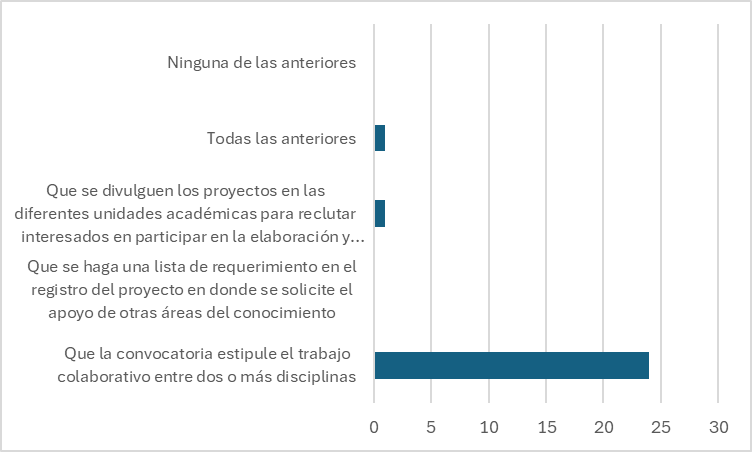 Ninguna de las anteriores
Todas las anteriores
Que se divulguen los proyectos en las
diferentes unidades académicas para reclutar
interesados en participar en la elaboración y...
Que se haga una lista de requerimiento en el
registro del proyecto en donde se solicite el
apoyo de otras áreas del conocimiento
Que la convocatoria estipule el trabajo
colaborativo entre dos o más disciplinas
0 5 10 15 20 25 30